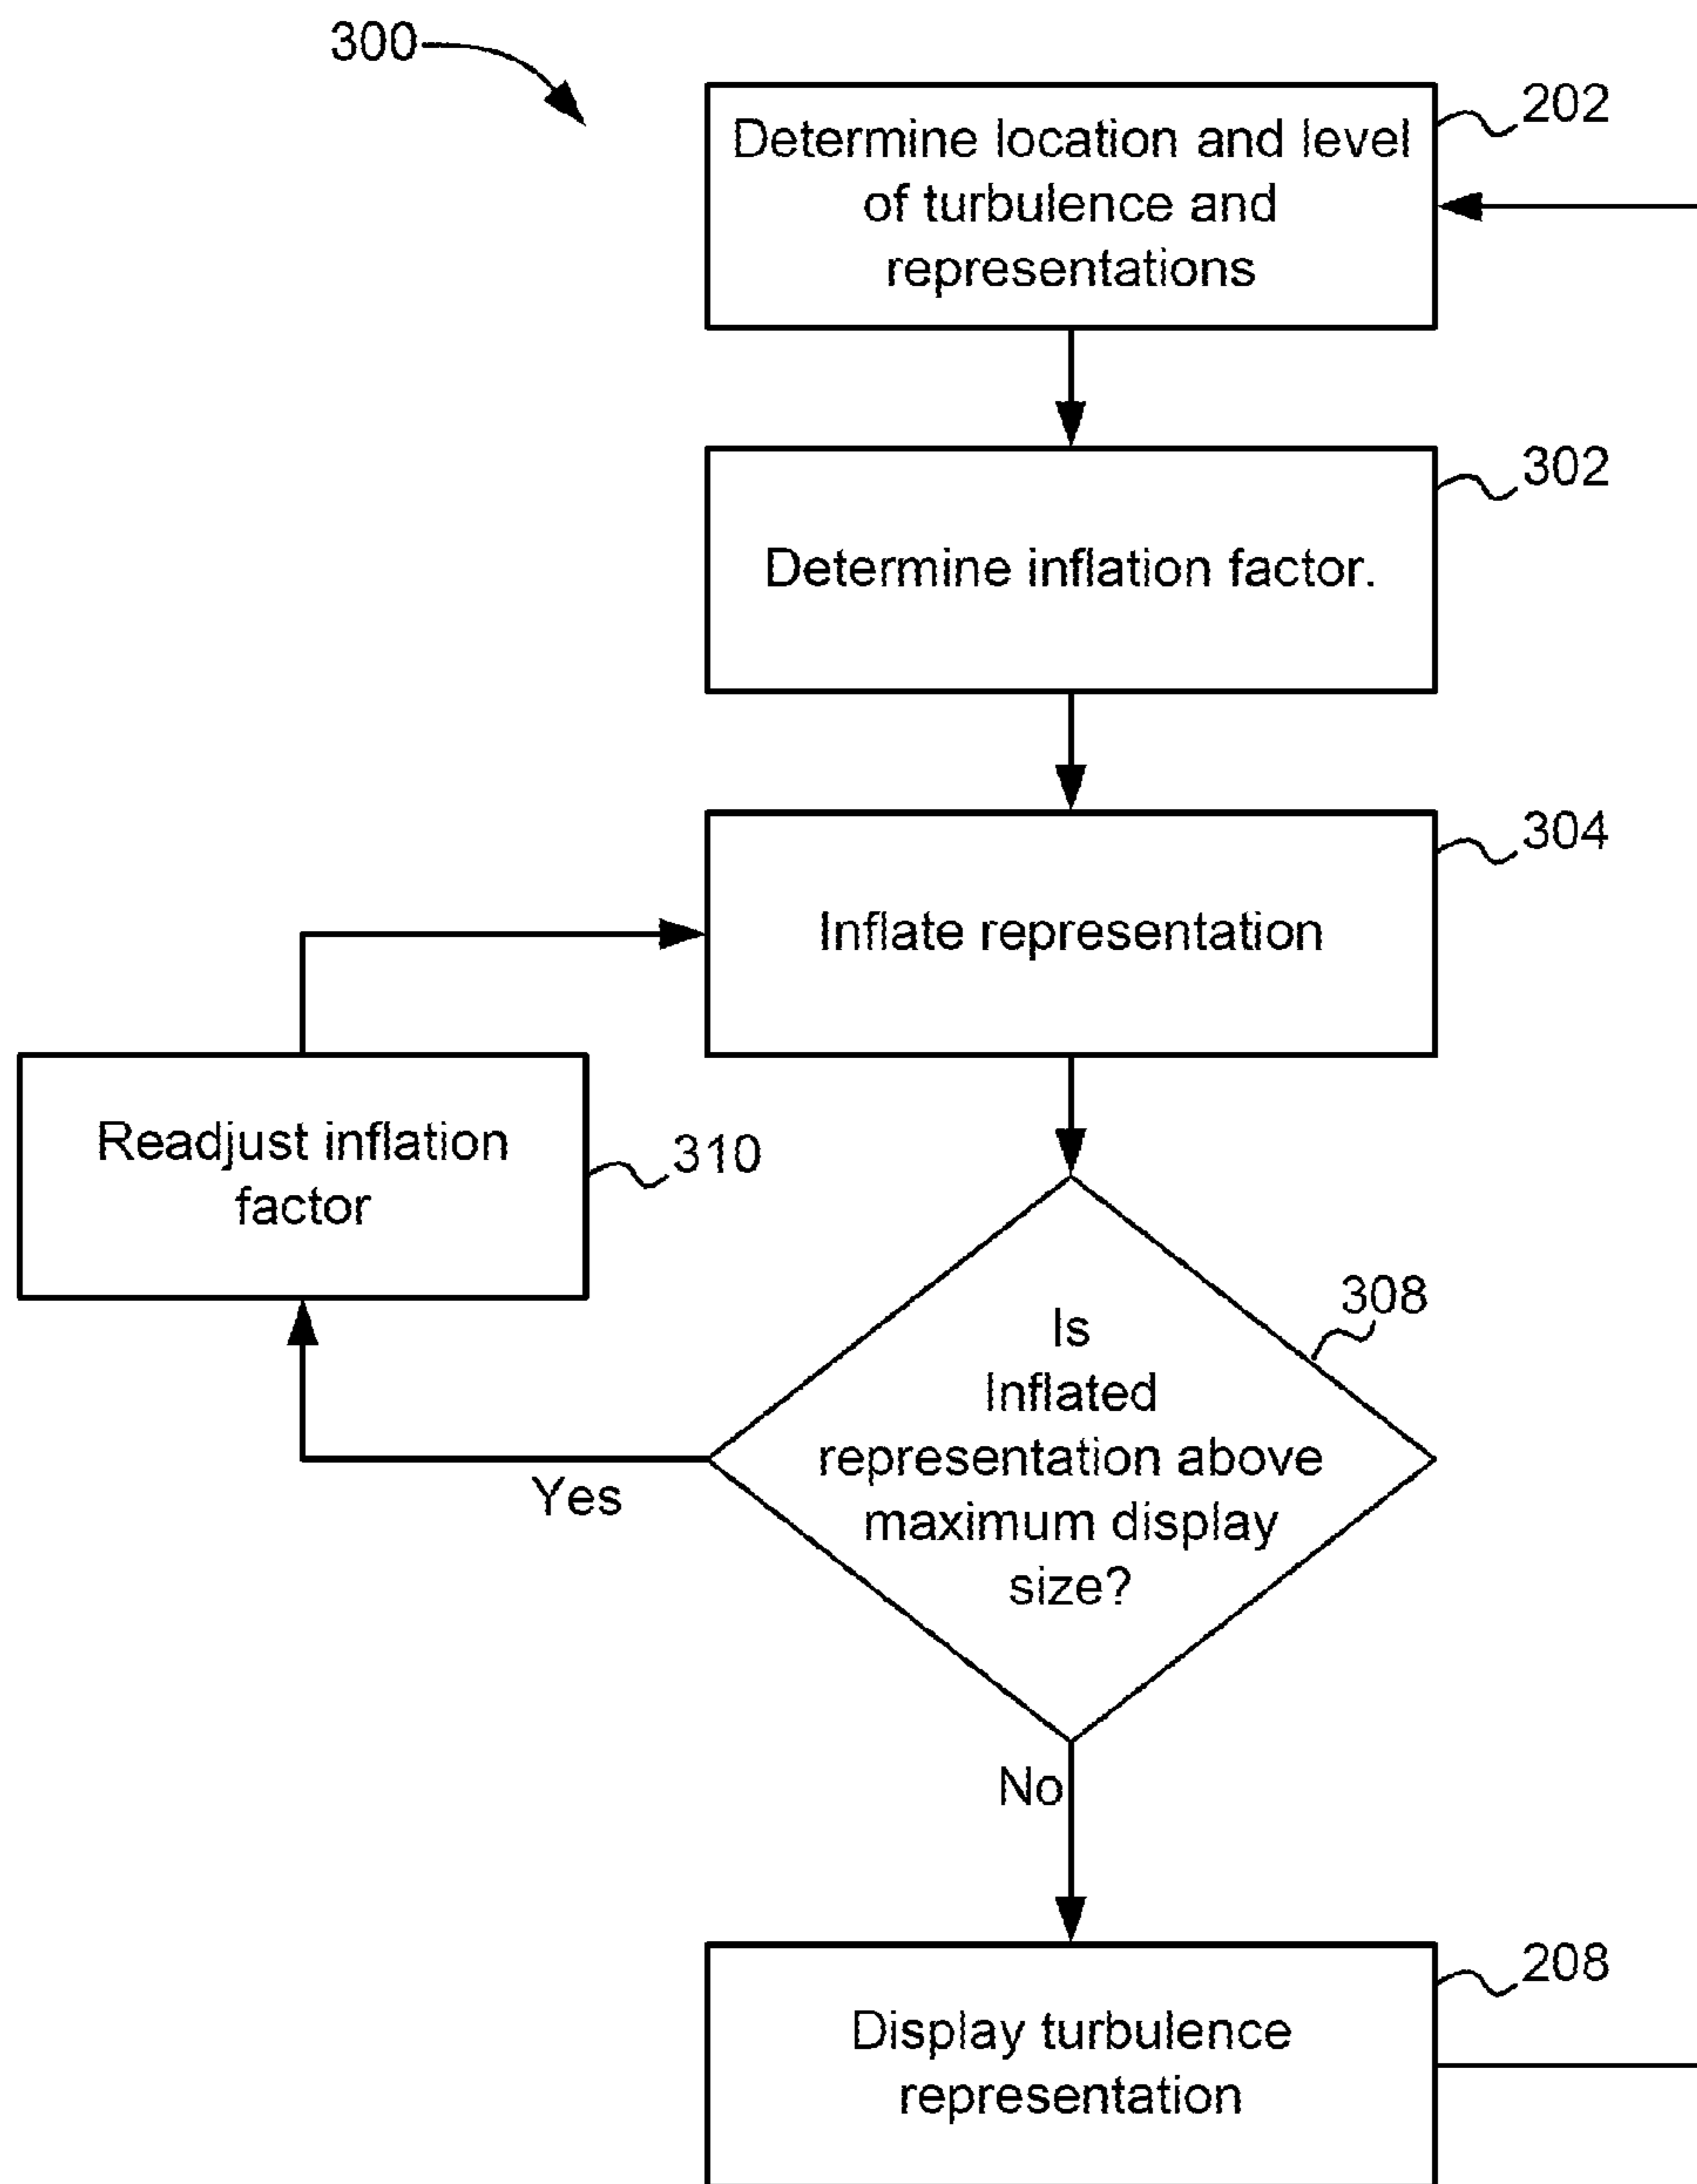 300
202
Determine location and level
of turbulence and
representations
302
Determine inflation factor.
304
Inflate representation
Readjust inflation
factor
310
308
Is
Inflated
representation above
maximum display
size?
Yes
No
208
Display turbulence
representation